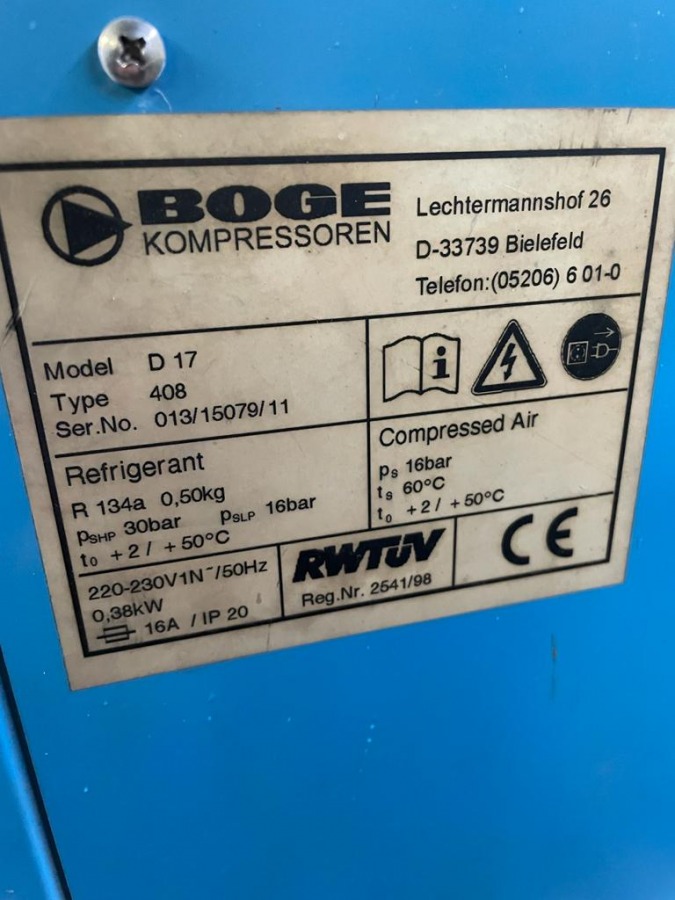 BOGE
KOMPRESSOREN
Lechtermannshof 26
D-33739 Bielefeld
Telefon:(05206) 6 01-0
Model D 17
Type 408
Ser.No. 013/15079/11
Refrigerant
R 134a 0,50kg
pSHP 30bar pSLP 16bar
t0 +2 / +50°C
Compressed Air
ps 16bar
ts 60°C
t0 +2 / +50°C
220-230V1N~/50Hz
0,38kW
16A / IP 20
RWTÜV
Reg.Nr. 2541/98
CE